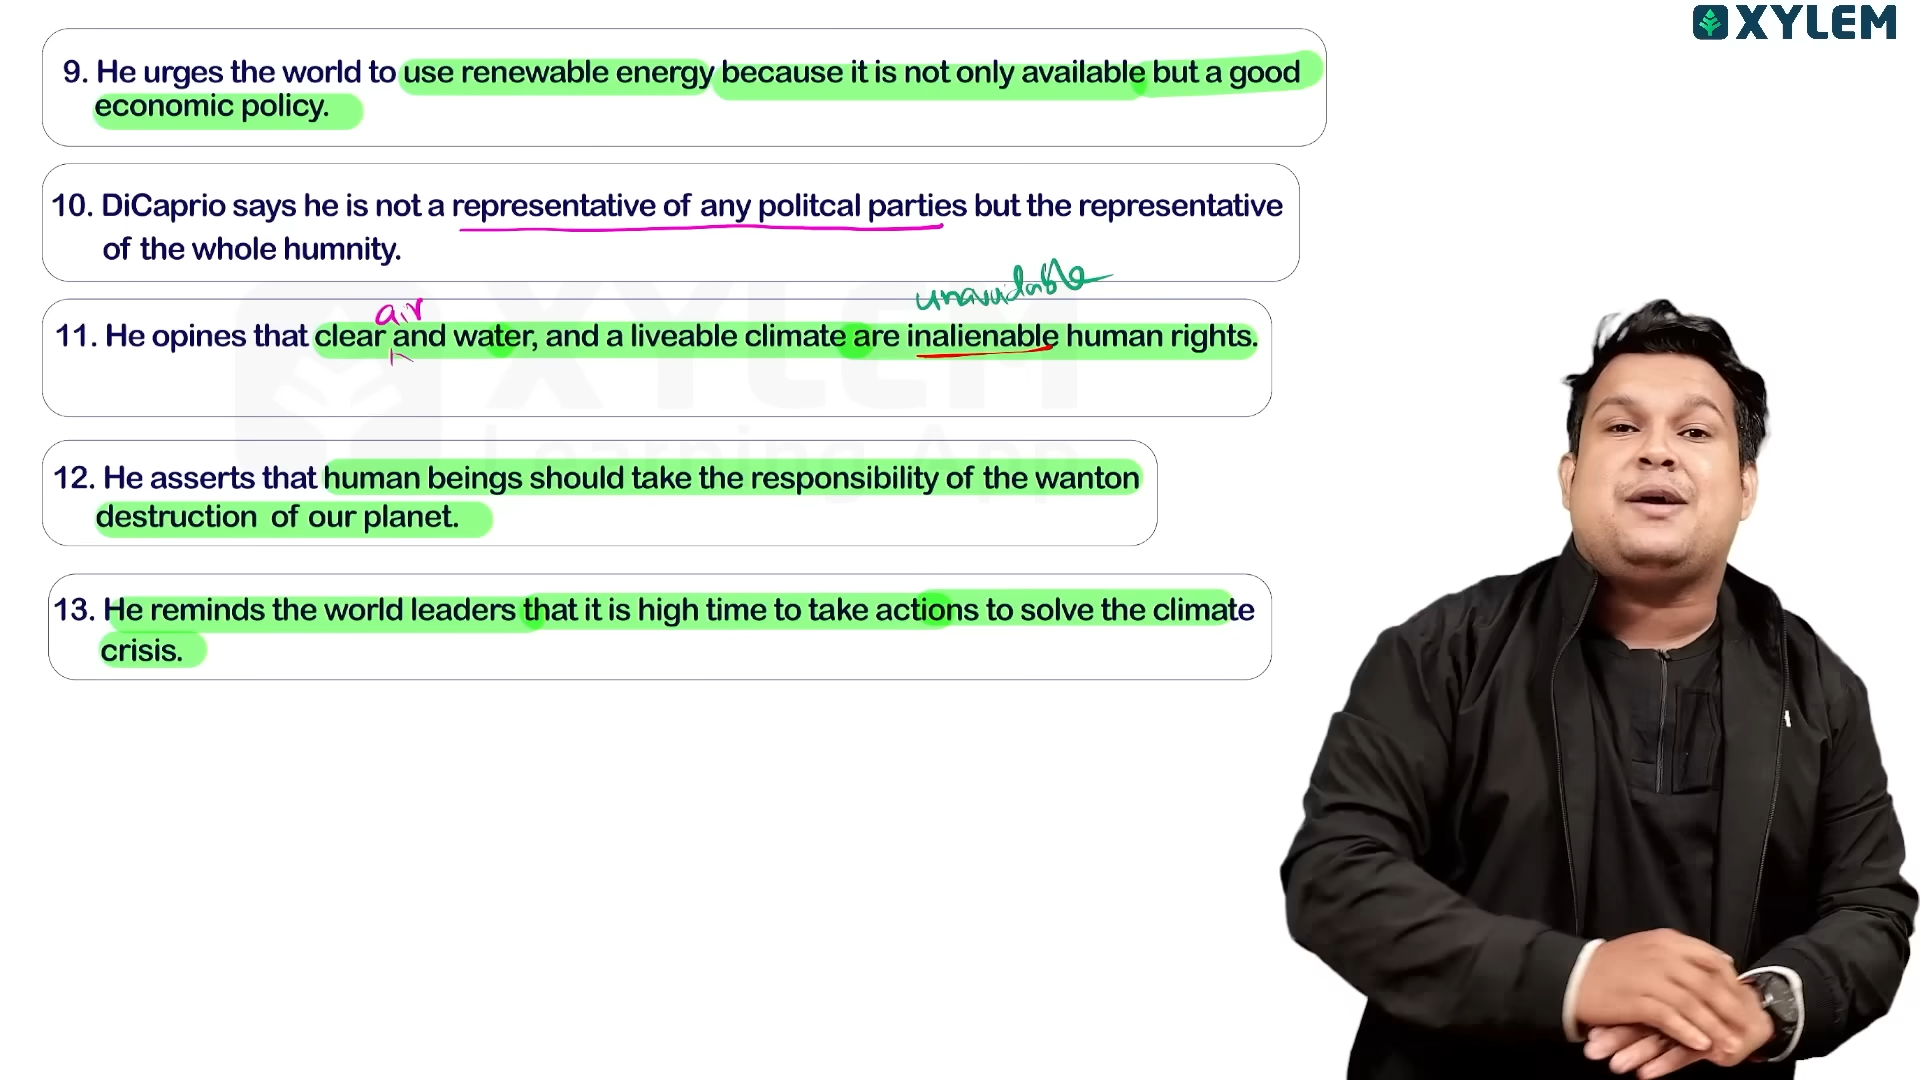 XYLEM
9. He urges the world to use renewable energy because it is not only available but a good
economic policy.
10. DiCaprio says he is not a representative of any politcal parties but the representative
of the whole humnity.
unavidable
air
11. He opines that clear and water, and a liveable climate are inalienable human rights.
XYLEM
Learning App
12. He asserts that human beings should take the responsibility of the wanton
destruction of our planet.
13. He reminds the world leaders that it is high time to take actions to solve the climate
crisis.